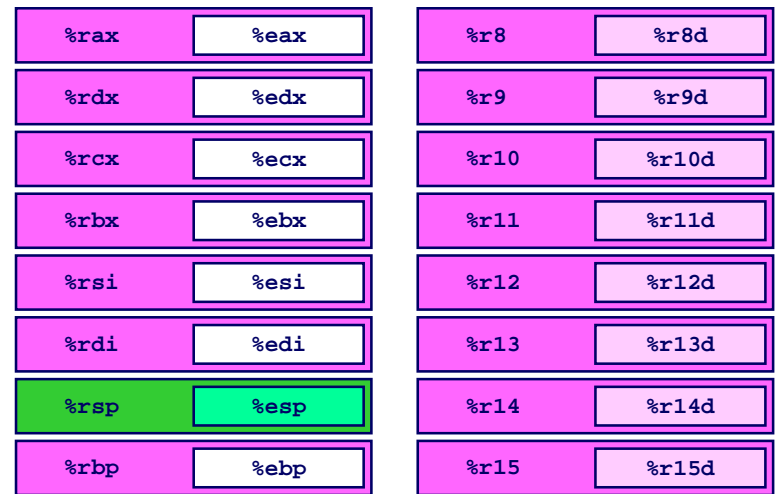 %rax %eax %r8 %r8d
%rdx %edx %r9 %r9d
%rcx %ecx %r10 %r10d
%rbx %ebx %r11 %r11d
%rsi %esi %r12 %r12d
%rdi %edi %r13 %r13d
%rsp %esp %r14 %r14d
%rbp %ebp %r15 %r15d